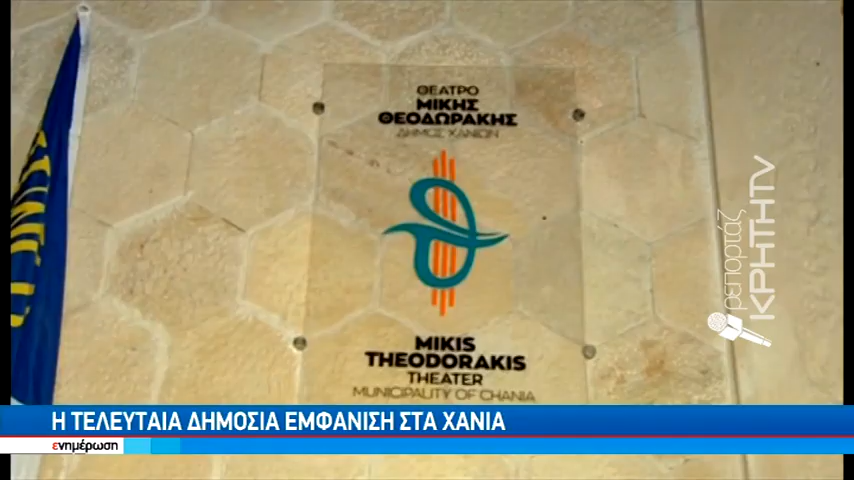 ΘΕΑΤΡΟ
ΜΙΚΗΣ
ΘΕΟΔΩΡΑΚΗΣ
ΔΗΜΟΣ ΧΑΝΙΩΝ
MIKIS
THEODORAKIS
THEATER
MUNICIPALITY OF CHANIA
ρεπορτάζ
ΚΡΗΤΗTV
Η ΤΕΛΕΥΤΑΙΑ ΔΗΜΟΣΙΑ ΕΜΦΑΝΙΣΗ ΣΤΑ ΧΑΝΙΑ
ενημέρωση